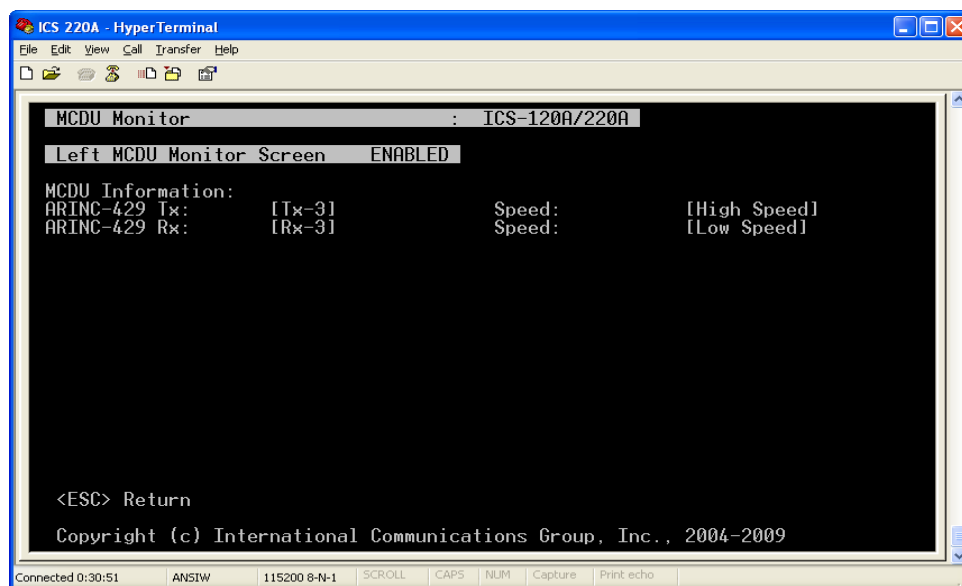 ICS 220A - HyperTerminal
File Edit View Call Transfer Help
MCDU Monitor : ICS-120A/220A
Left MCDU Monitor Screen ENABLED
MCDU Information:
ARINC-429 Tx: [Tx-3] Speed: [High Speed]
ARINC-429 Rx: [Rx-3] Speed: [Low Speed]
<ESC> Return
Copyright (c) International Communications Group, Inc., 2004-2009
Connected 0:30:51 ANSIW 115200 8-N-1 SCROLL CAPS NUM Capture Print echo